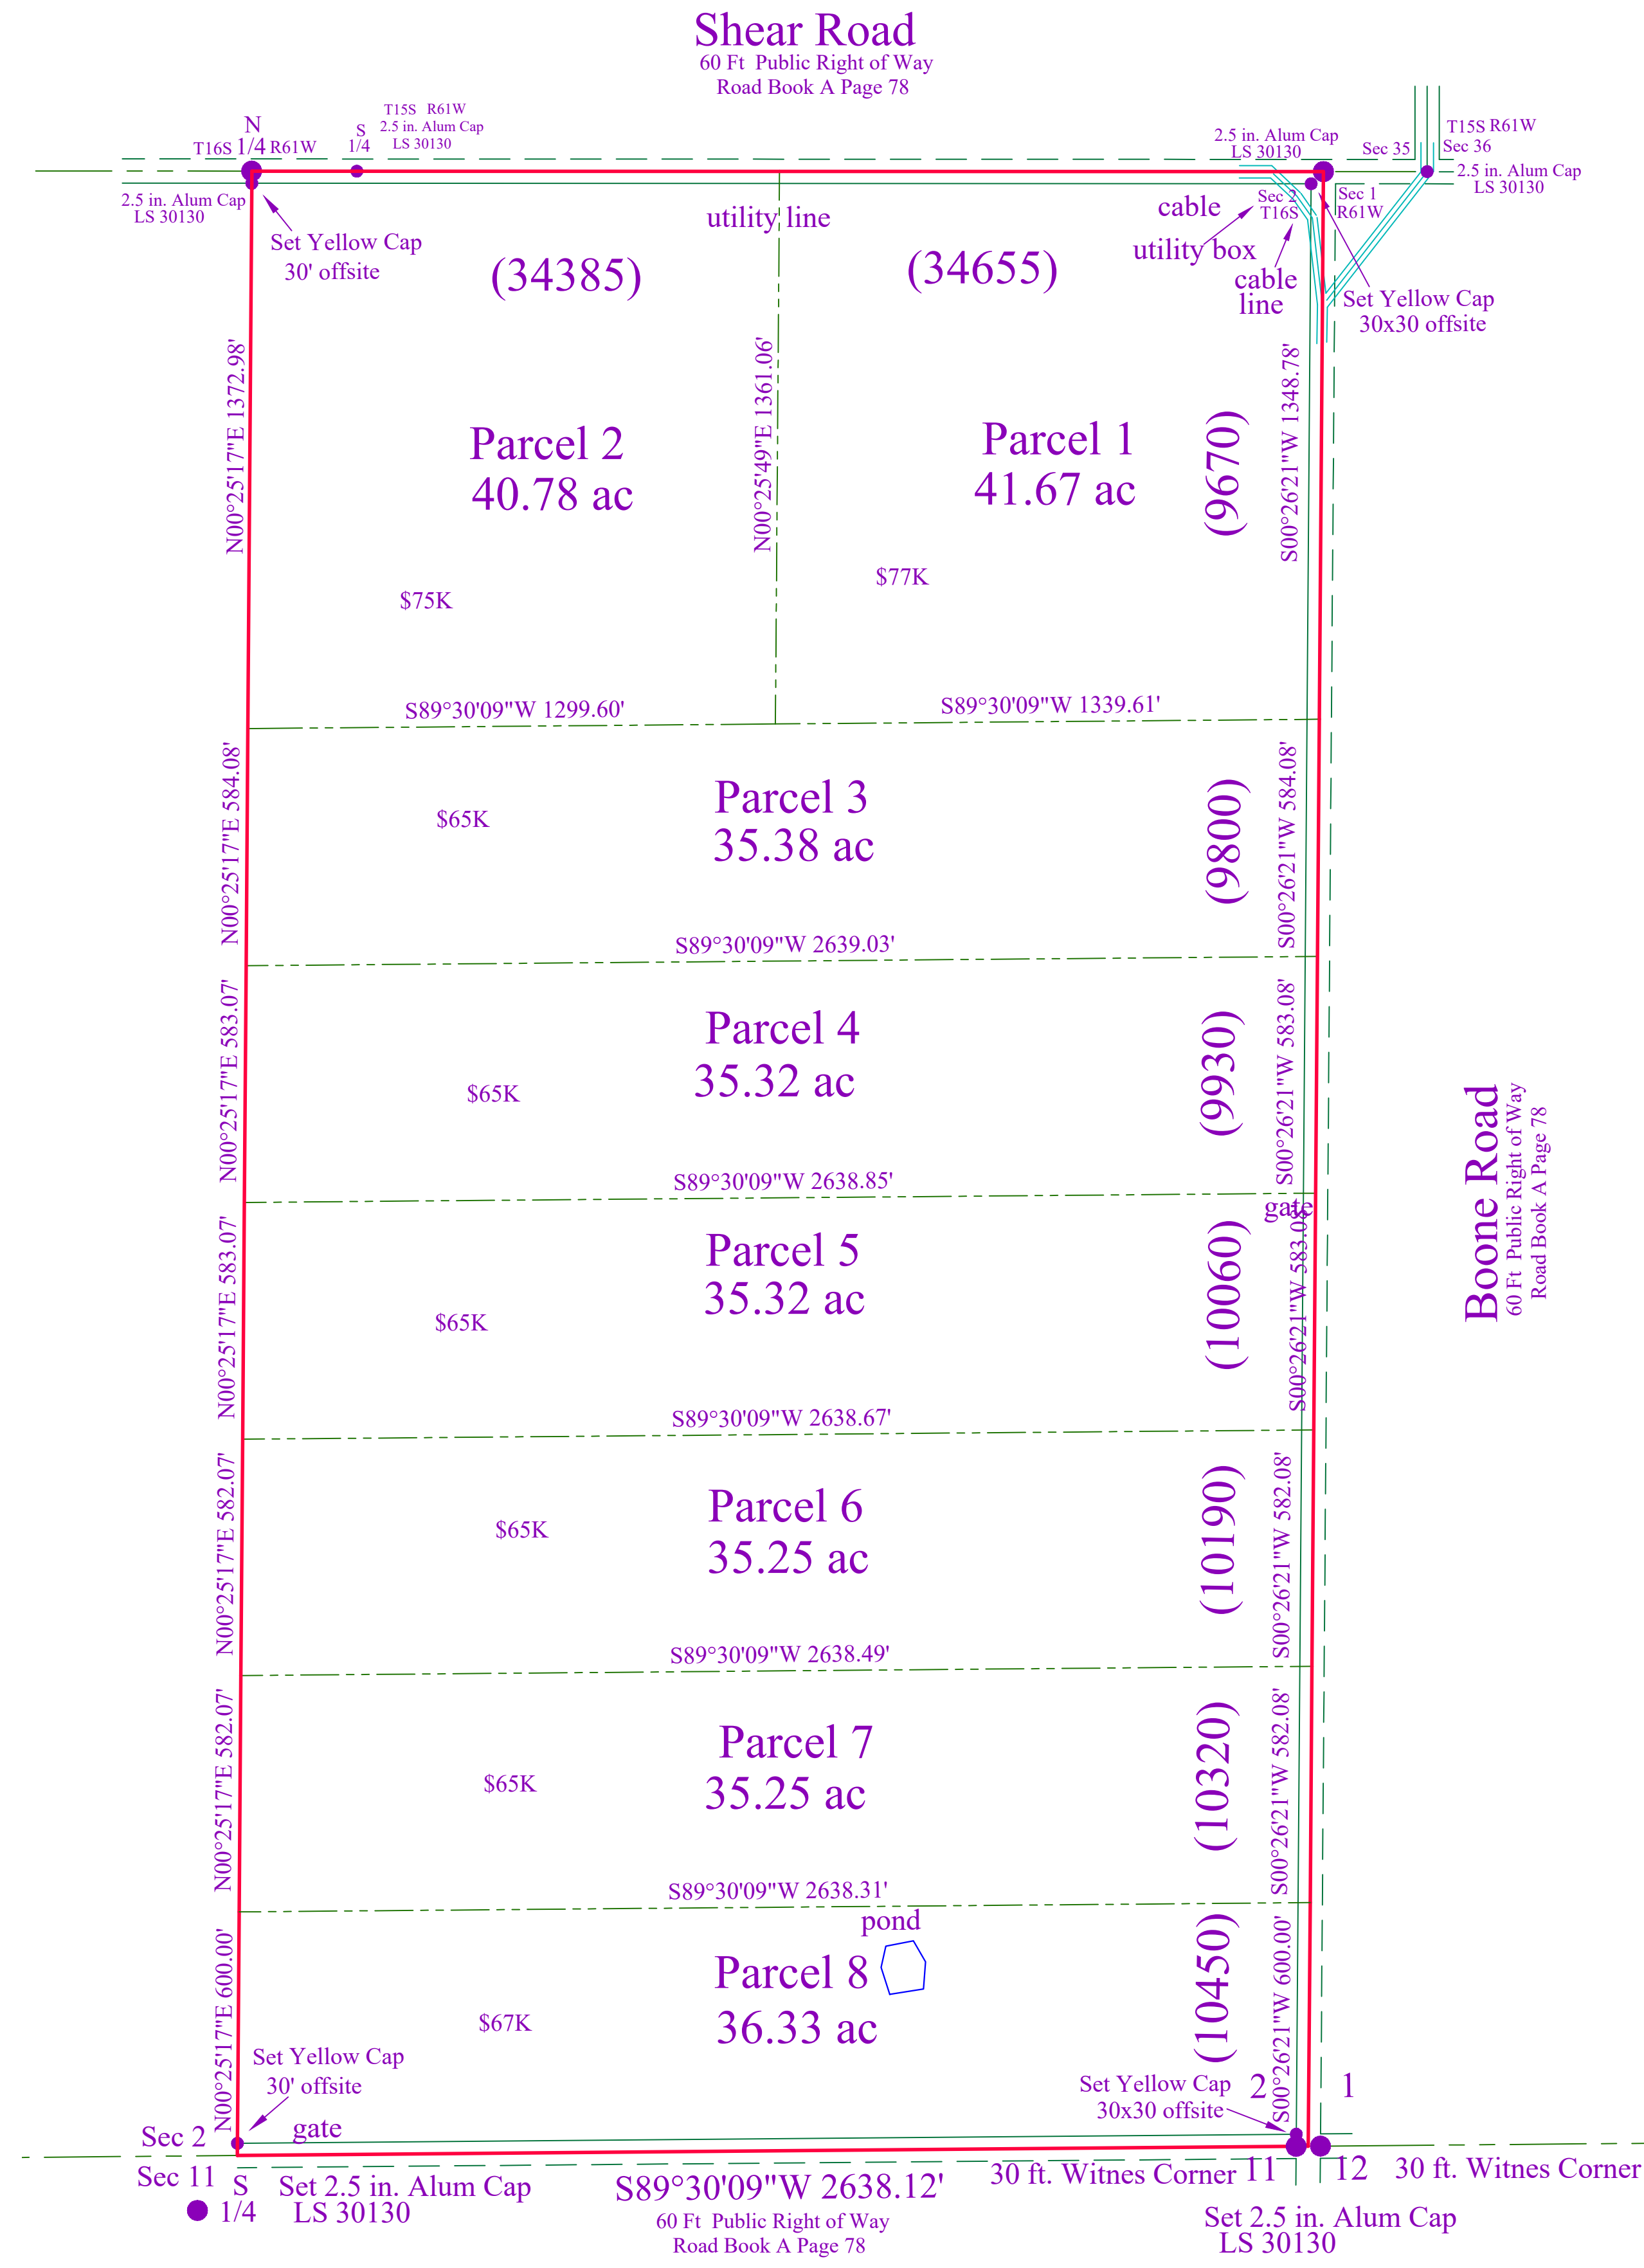 Shear Road
60 Ft Public Right of Way
Road Book A Page 78
N
T16S 1/4 R61W
S
1/4
T15S R61W
2.5 in. Alum Cap
LS 30130
2.5 in. Alum Cap
LS 30130
Sec 35
T15S R61W
Sec 36
2.5 in. Alum Cap
LS 30130
2.5 in. Alum Cap
LS 30130
Set Yellow Cap
30' offsite
utility line
cable
Sec 2
T16S
Sec 1
R61W
utility box
cable
line
Set Yellow Cap
30x30 offsite
(34385)
(34655)
N00°25'17"E 1372.98'
N00°25'49"E 1361.06'
S00°26'21"W 1348.78'
Parcel 2
40.78 ac
Parcel 1
41.67 ac
(9670)
$75K
$77K
S89°30'09"W 1299.60'
S89°30'09"W 1339.61'
N00°25'17"E 584.08'
Parcel 3
35.38 ac
$65K
(9800)
S00°26'21"W 584.08'
S89°30'09"W 2639.03'
N00°25'17"E 583.07'
Parcel 4
35.32 ac
$65K
(9930)
S00°26'21"W 583.08'
S89°30'09"W 2638.85'
gate
Boone Road
60 Ft Public Right of Way
Road Book A Page 78
N00°25'17"E 583.07'
Parcel 5
35.32 ac
$65K
(10060)
S00°26'21"W 583.08'
S89°30'09"W 2638.67'
N00°25'17"E 582.07'
Parcel 6
35.25 ac
$65K
(10190)
S00°26'21"W 582.08'
S89°30'09"W 2638.49'
N00°25'17"E 582.07'
Parcel 7
35.25 ac
$65K
(10320)
S00°26'21"W 582.08'
S89°30'09"W 2638.31'
pond
N00°25'17"E 600.00'
Parcel 8
36.33 ac
$67K
(10450)
S00°26'21"W 600.00'
Set Yellow Cap
30' offsite
Set Yellow Cap
30x30 offsite
2
1
gate
Sec 2
Sec 11
S
1/4
Set 2.5 in. Alum Cap
LS 30130
S89°30'09"W 2638.12'
60 Ft Public Right of Way
Road Book A Page 78
30 ft. Witnes Corner
11
12
30 ft. Witnes Corner
Set 2.5 in. Alum Cap
LS 30130